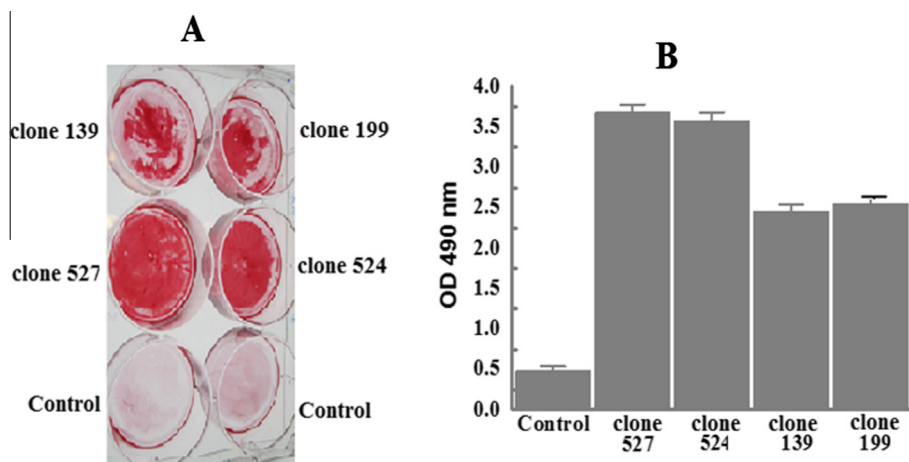 A
clone 139
clone 199
clone 527
clone 524
Control
Control
B
OD 490 nm
4.0
3.5
3.0
2.5
2.0
1.5
1.0
0.5
0.0
Control
clone 527
clone 524
clone 139
clone 199